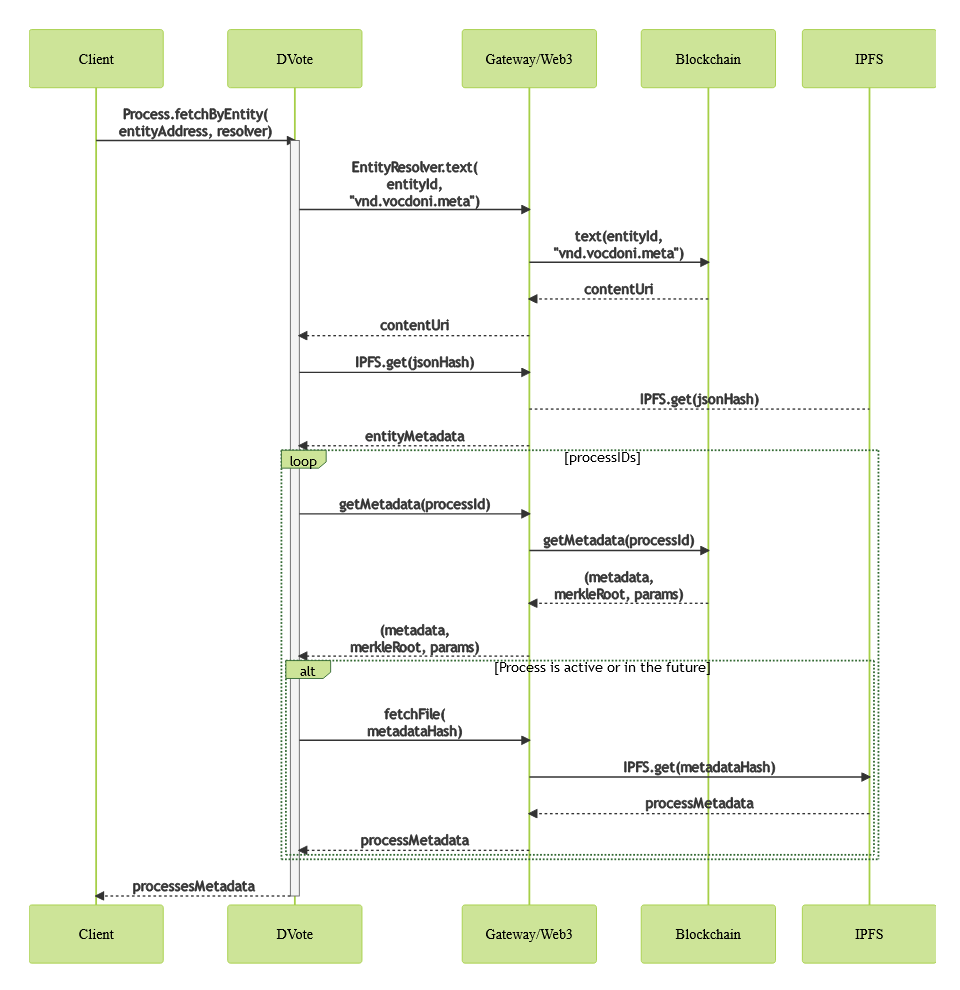 Client
DVote
Gateway/Web3
Blockchain
IPFS
Process.fetchByEntity(
entityAddress, resolver)
EntityResolver.text(
entityId,
"vnd.vocdoni.meta")
text(entityId,
"vnd.vocdoni.meta")
contentUri
contentUri
IPFS.get(jsonHash)
IPFS.get(jsonHash)
entityMetadata
loop
[processIDs]
getMetadata(processId)
getMetadata(processId)
(metadata,
merkleRoot, params)
(metadata,
merkleRoot, params)
alt
[Process is active or in the future]
fetchFile(
metadataHash)
IPFS.get(metadataHash)
processMetadata
processMetadata
processesMetadata
Client
DVote
Gateway/Web3
Blockchain
IPFS